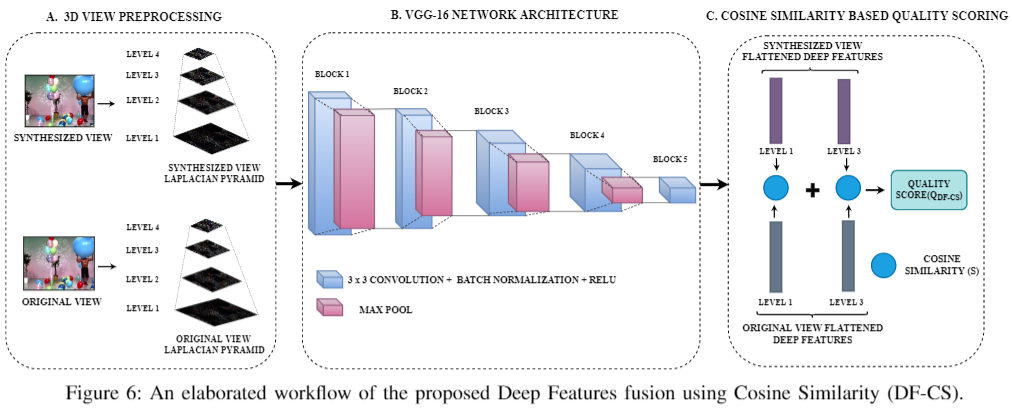 A. 3D VIEW PREPROCESSING
LEVEL 4
LEVEL 3
LEVEL 2
LEVEL 1
SYNTHESIZED VIEW
SYNTHESIZED VIEW
LAPLACIAN PYRAMID
LEVEL 4
LEVEL 3
LEVEL 2
LEVEL 1
ORIGINAL VIEW
ORIGINAL VIEW
LAPLACIAN PYRAMID
B. VGG-16 NETWORK ARCHITECTURE
BLOCK 1
BLOCK 2
BLOCK 3
BLOCK 4
BLOCK 5
3 x 3 CONVOLUTION + BATCH NORMALIZATION + RELU
MAX POOL
C. COSINE SIMILARITY BASED QUALITY SCORING
SYNTHESIZED VIEW
FLATTENED DEEP FEATURES
LEVEL 1
LEVEL 3
+
QUALITY
SCORE(QDF-CS)
COSINE
SIMILARITY (S)
LEVEL 1
LEVEL 3
ORIGINAL VIEW FLATTENED
DEEP FEATURES
Figure 6: An elaborated workflow of the proposed Deep Features fusion using Cosine Similarity (DF-CS).